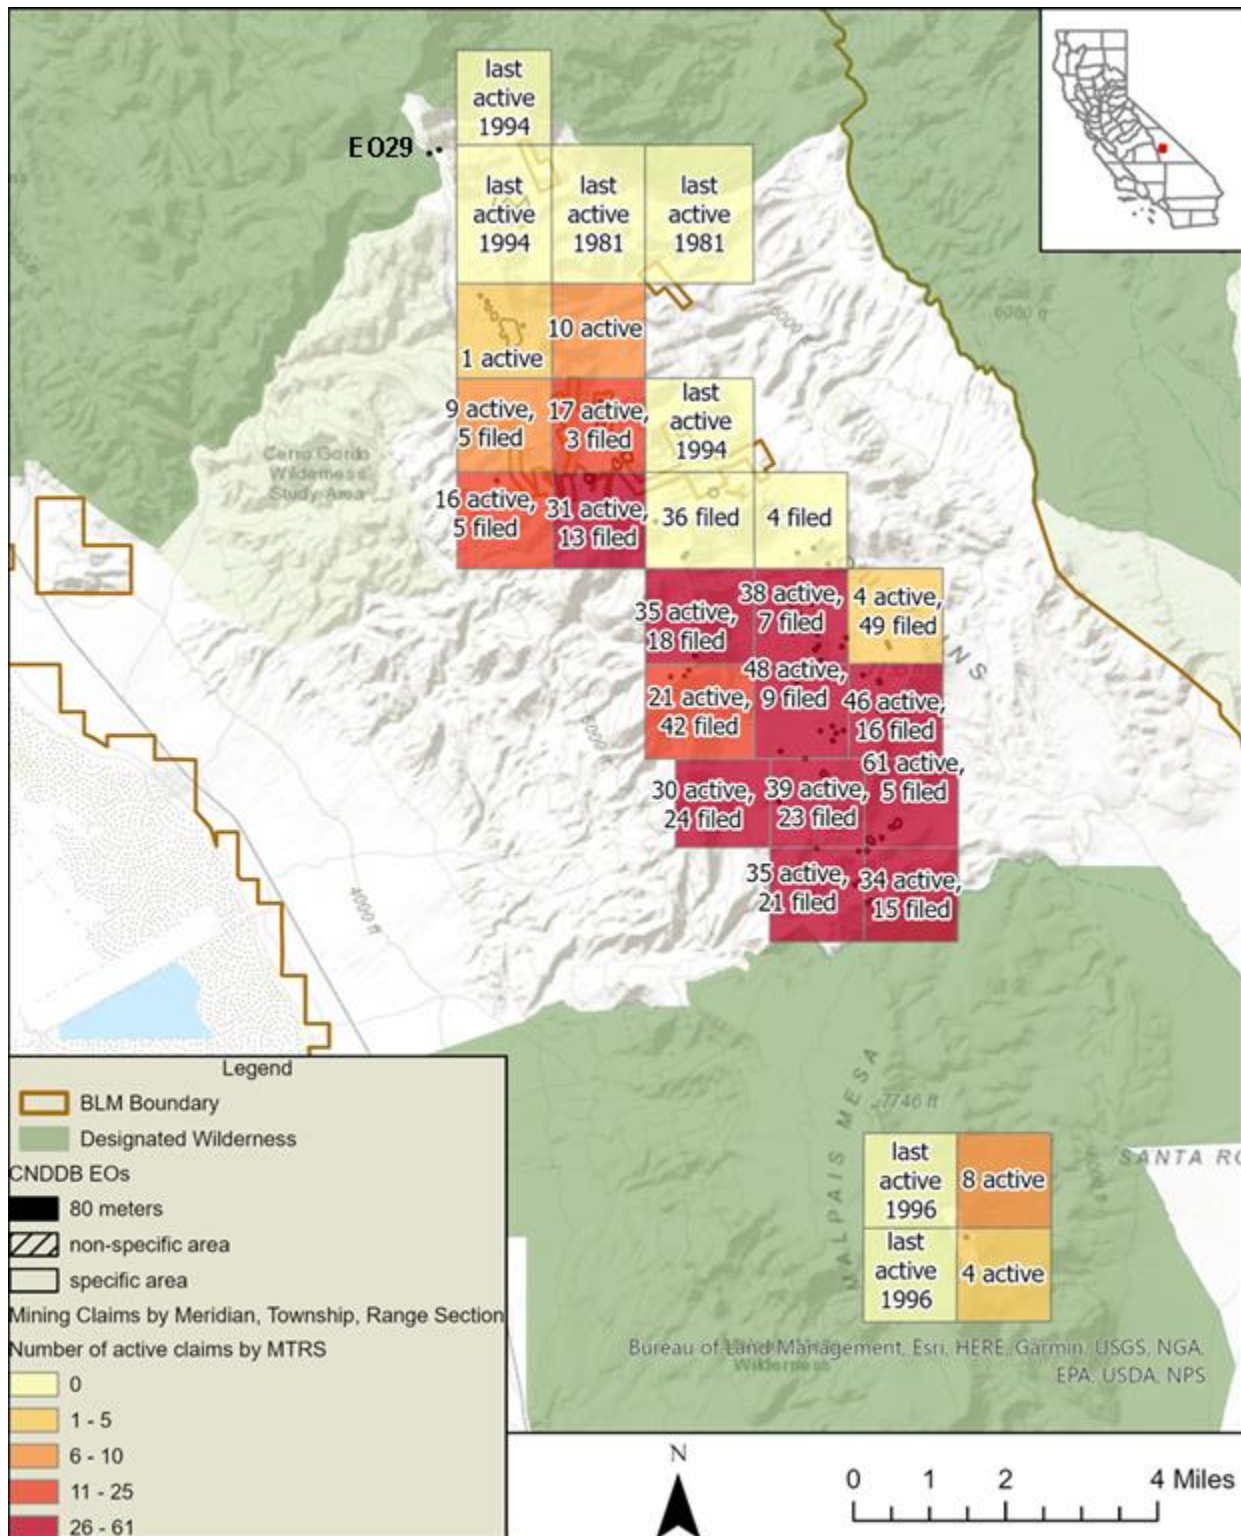 last
active
1994
EO29
last
active
1994
last
active
1981
last
active
1981
6000 ft
6080 ft
10 active
1 active
9 active,
5 filed
17 active,
3 filed
last
active
1994
Cerro Gordo
Wilderness
Study Area
16 active,
5 filed
31 active,
13 filed
36 filed
4 filed
35 active,
18 filed
38 active,
7 filed
4 active,
49 filed
NS
21 active,
42 filed
48 active,
9 filed
46 active,
16 filed
30 active,
24 filed
39 active,
23 filed
61 active,
5 filed
35 active,
21 filed
34 active,
15 filed
4000 ft
MALPAIS MESA
7746 ft
SANTA RO
last
active
1996
8 active
last
active
1996
4 active
Wilderness
Bureau of Land Management, Esri, HERE, Garmin, USGS, NGA,
EPA, USDA, NPS
Legend
BLM Boundary
Designated Wilderness
CNDDB EOs
80 meters
non-specific area
specific area
Mining Claims by Meridian, Township, Range Section
Number of active claims by MTRS
0
1 - 5
6 - 10
11 - 25
26 - 61
N
0 1 2 4 Miles